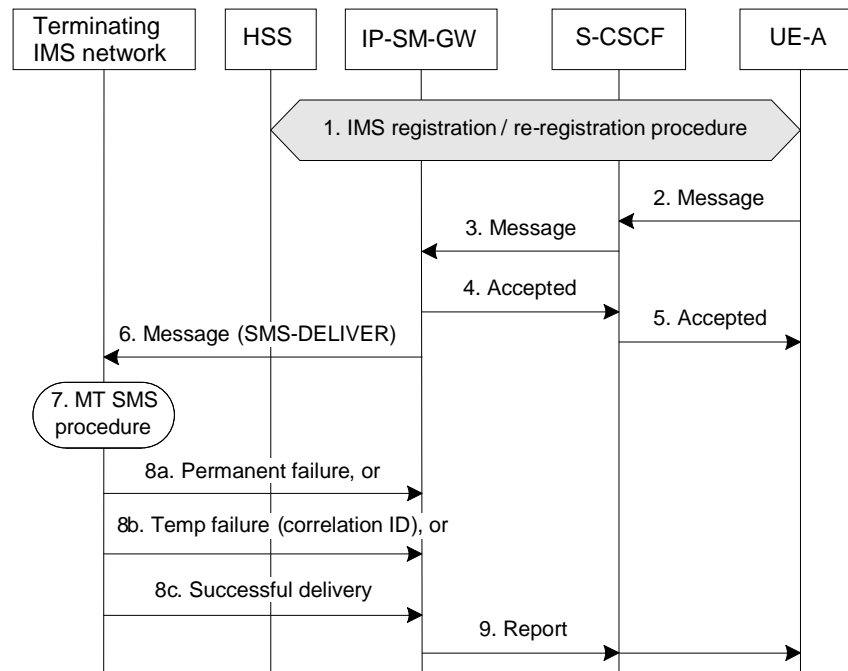 Terminating
IMS network
HSS
IP-SM-GW
S-CSCF
UE-A
1. IMS registration / re-registration procedure
2. Message
3. Message
4. Accepted
5. Accepted
6. Message (SMS-DELIVER)
7. MT SMS
procedure
8a. Permanent failure, or
8b. Temp failure (correlation ID), or
8c. Successful delivery
9. Report